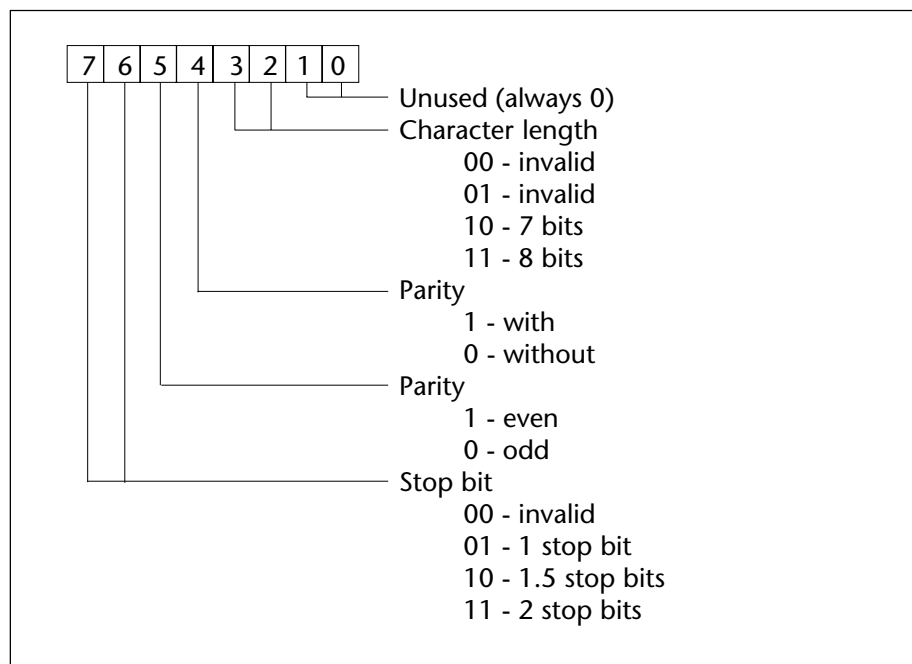 7 6 5 4 3 2 1 0
Unused (always 0)
Character length
00 - invalid
01 - invalid
10 - 7 bits
11 - 8 bits
Parity
1 - with
0 - without
Parity
1 - even
0 - odd
Stop bit
00 - invalid
01 - 1 stop bit
10 - 1.5 stop bits
11 - 2 stop bits